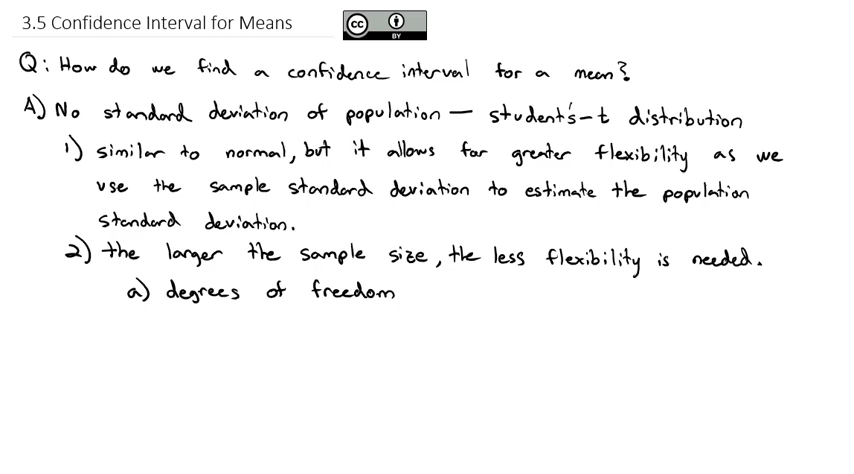 3.5 Confidence Interval for Means
cc BY
Q: How do we find a confidence interval for a mean?
A) No standard deviation of population — student's-t distribution
1) similar to normal, but it allows for greater flexibility as we
use the sample standard deviation to estimate the population
standard deviation.
2) the larger the sample size, the less flexibility is needed.
a) degrees of freedom